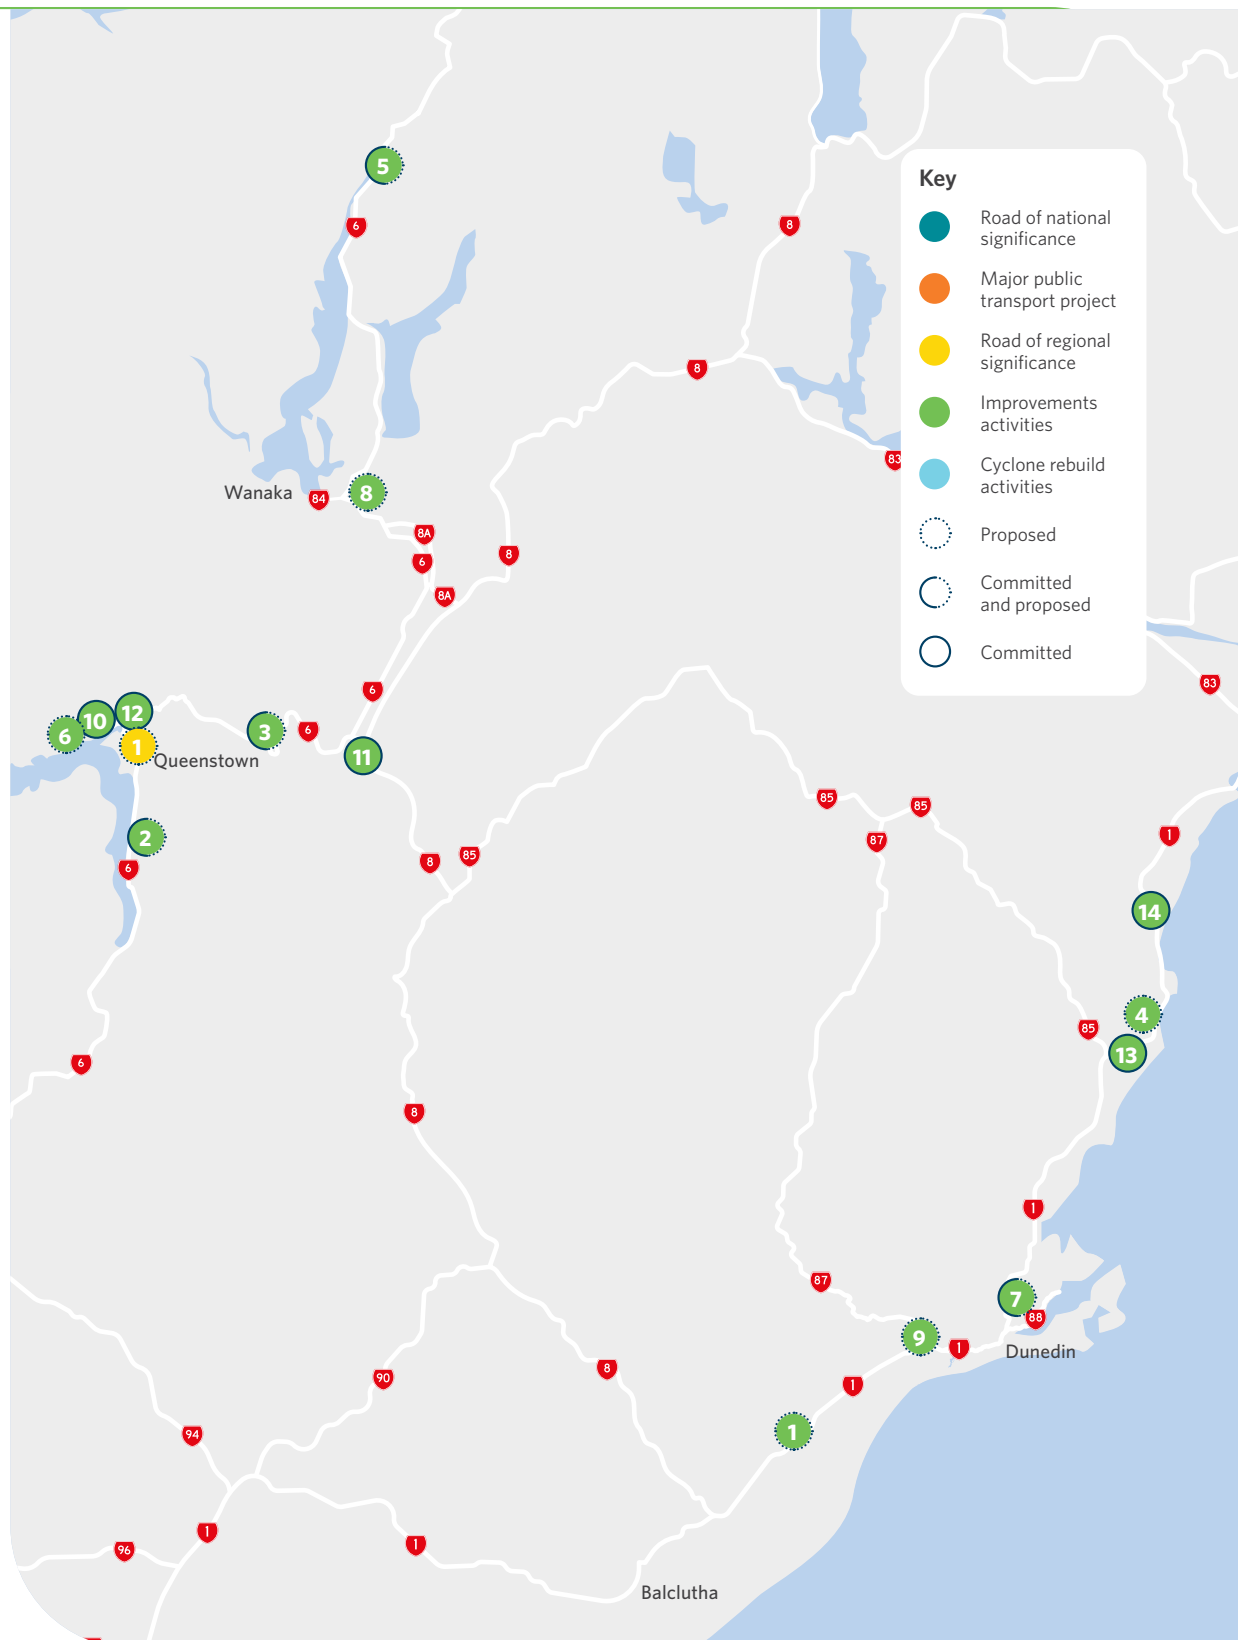 5
6
8
Key
Road of national
significance
Major public
transport project
Road of regional
significance
Improvements
activities
Cyclone rebuild
activities
Proposed
Committed
and proposed
Committed
8
83
Wanaka
84
8
8A
6
8
8A
6
83
6
10
12
1
Queenstown
3
6
11
2
6
8
85
85
87
85
1
14
4
85
13
6
8
1
87
7
88
9
1
Dunedin
90
8
1
1
94
1
96
1
Balclutha